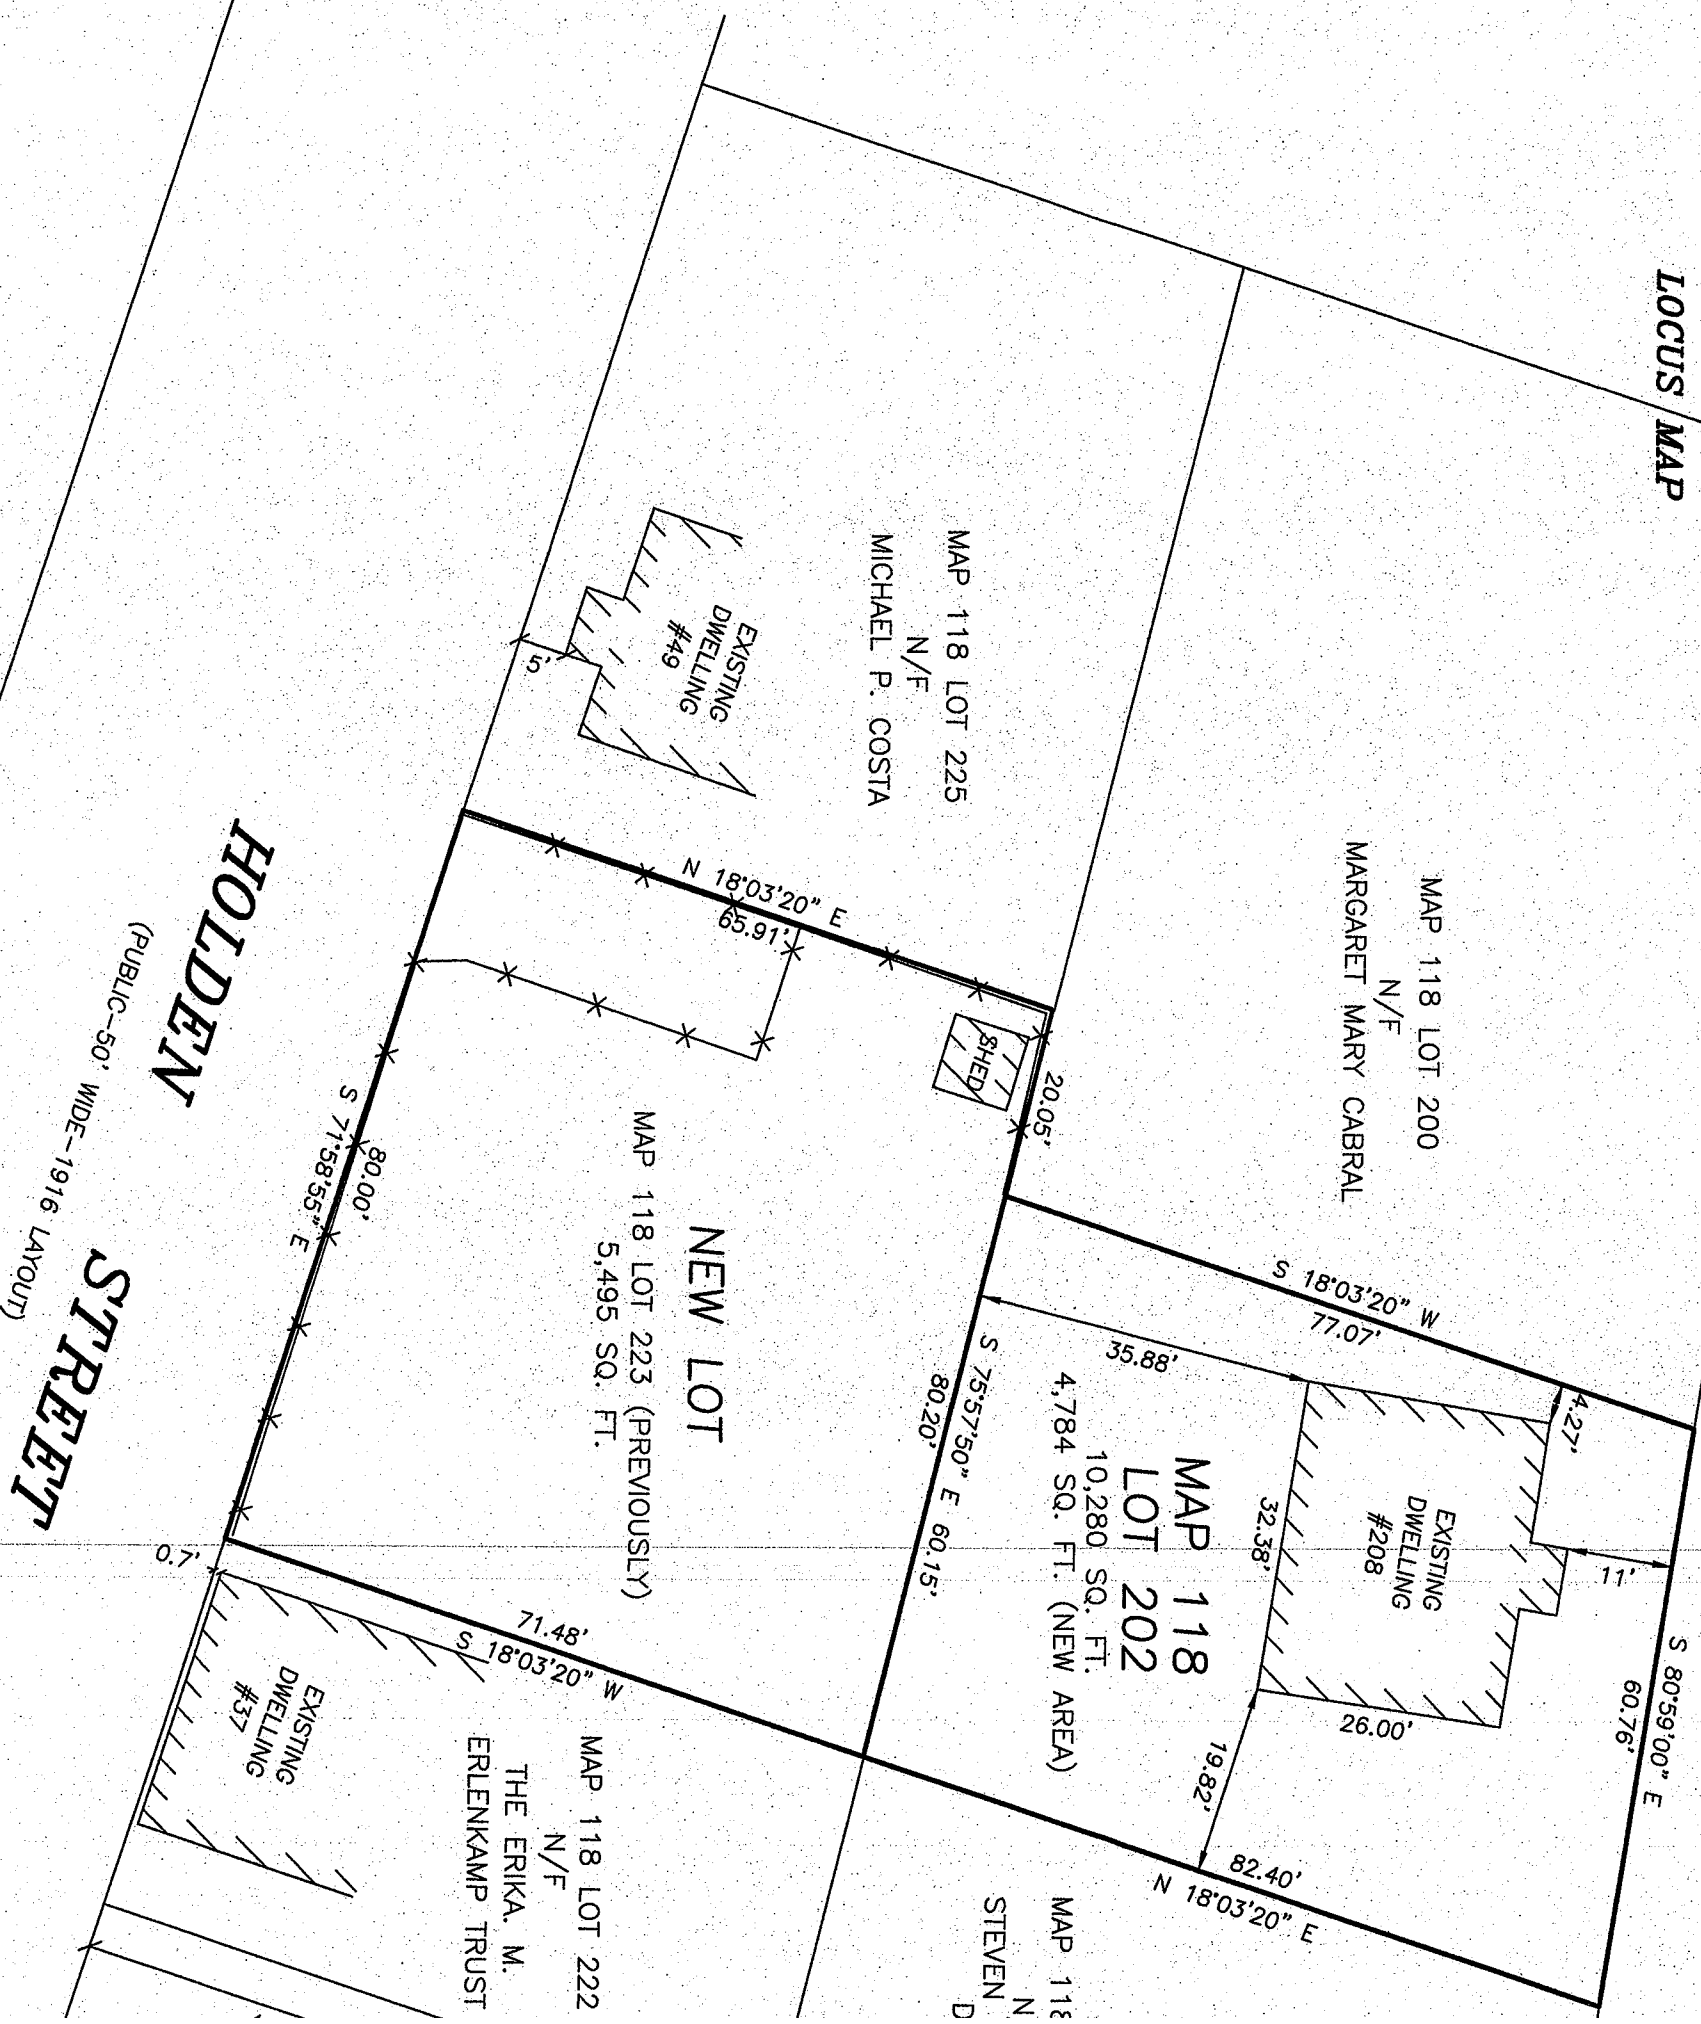 LOCUS MAP
MAP 118 LOT 200
N/F
MARGARET MARY CABRAL
MAP 118 LOT 225
N/F
MICHAEL P. COSTA
EXISTING
DWELLING
#49
5'
N 18°03'20" E
65.91'
SHED
20.05'
S 18°03'20" W
77.07'
4.27'
11'
S 80°59'00" E
60.76'
EXISTING
DWELLING
#208
35.88'
32.38'
26.00'
19.82'
MAP 118
LOT 202
10,280 SQ. FT.
4,784 SQ. FT. (NEW AREA)
S 75°57'50" E 60.15'
80.20'
82.40'
N 18°03'20" E
NEW LOT
MAP 118 LOT 223 (PREVIOUSLY)
5,495 SQ. FT.
80.00'
S 71°58'55" E
71.48'
S 18°03'20" W
0.7'
EXISTING
DWELLING
#37
MAP 118 LOT 222
N/F
THE ERIKA. M.
ERLENKAMP TRUST
MAP 118
N
STEVEN
D
HOLDEN STREET
(PUBLIC-50' WIDE-1916 LAYOUT)